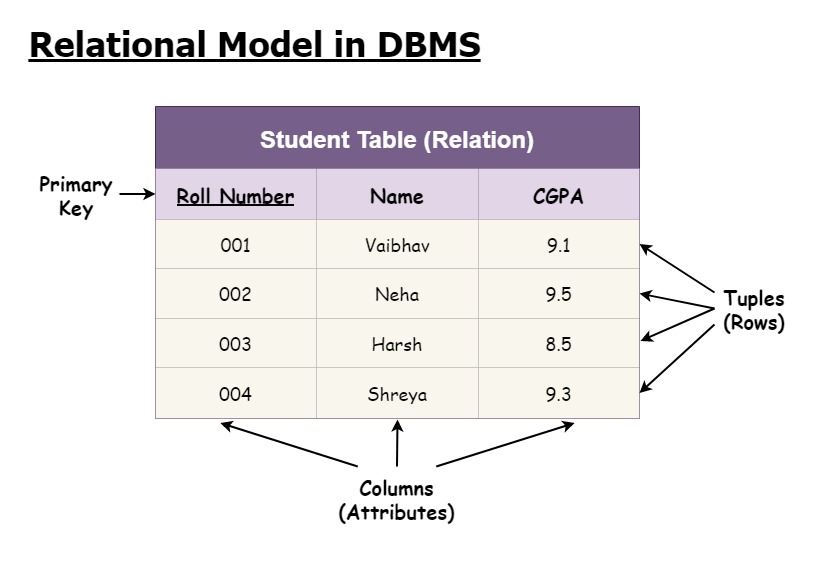 Relational Model in DBMS
Student Table (Relation)
Primary
Key
Roll Number Name CGPA
001 Vaibhav 9.1
002 Neha 9.5
003 Harsh 8.5
004 Shreya 9.3
Tuples
(Rows)
Columns
(Attributes)